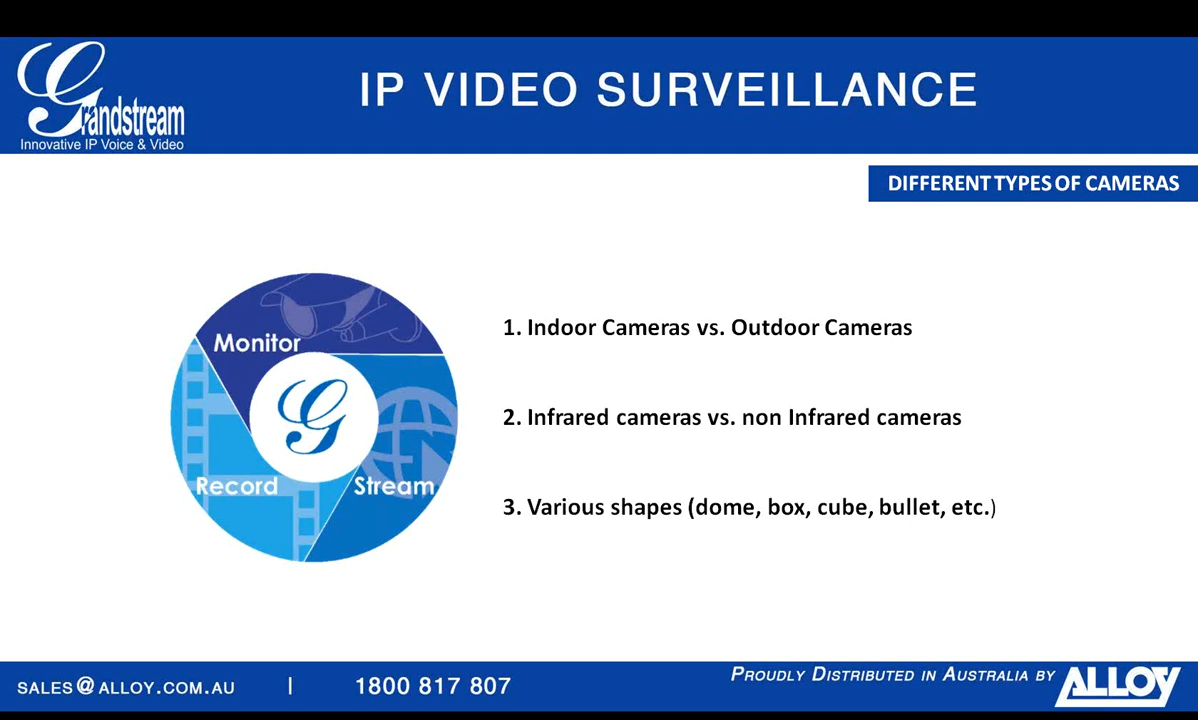 Grandstream
Innovative IP Voice & Video
IP VIDEO SURVEILLANCE
DIFFERENT TYPES OF CAMERAS
Monitor
Record
Stream
G
1. Indoor Cameras vs. Outdoor Cameras
2. Infrared cameras vs. non Infrared cameras
3. Various shapes (dome, box, cube, bullet, etc.)
SALES@ALLOY.COM.AU | 1800 817 807
PROUDLY DISTRIBUTED IN AUSTRALIA BY ALLOY